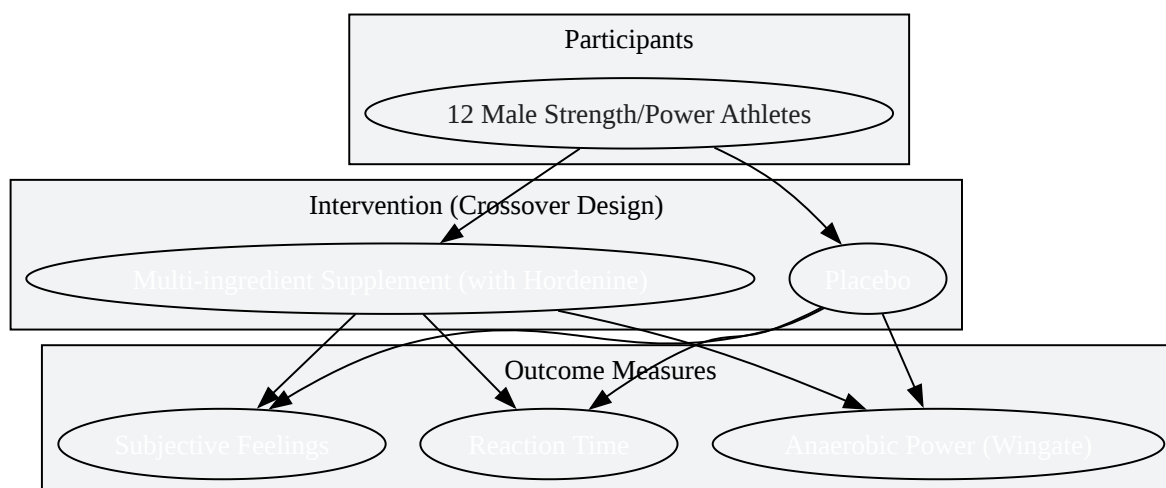 Participants
12 Male Strength/Power Athletes
Intervention (Crossover Design)
Multi-ingredient Supplement (with Hordenine)
Placebo
Outcome Measures
Subjective Feelings
Reaction Time
Anaerobic Power (Wingate)